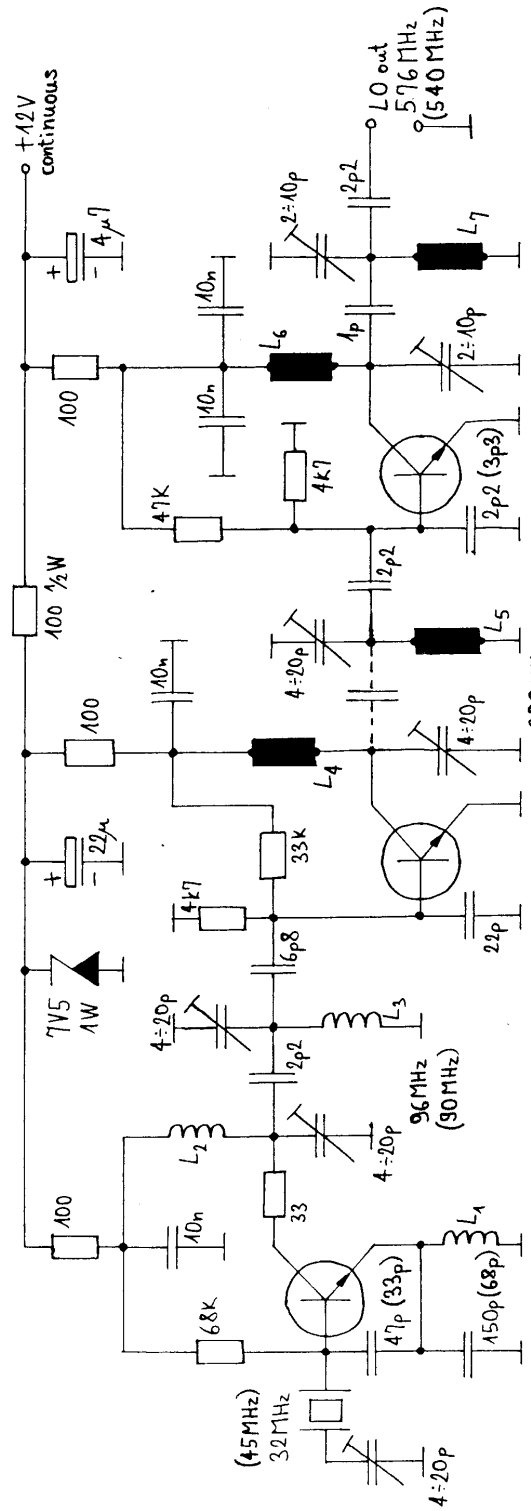 +12V
continuous
100 ½W
7V5
1W
+
-
22µ
+
-
4µ7
100
100
100
10n
68K
L2
4÷20p
2p2
4k7
6p8
33K
10n
L4
47K
10n
10n
L6
4k7
(45MHz)
32MHz
4÷20p
33
4÷20p
L3
4÷20p
2p2
1p
2÷10p
2p2
LO out
576 MHz
(540MHz)
47p(33p)
150p(68p)
L1
96MHz
(90MHz)
22p
4÷20p
L5
2p2(3p3)
2÷10p
L7